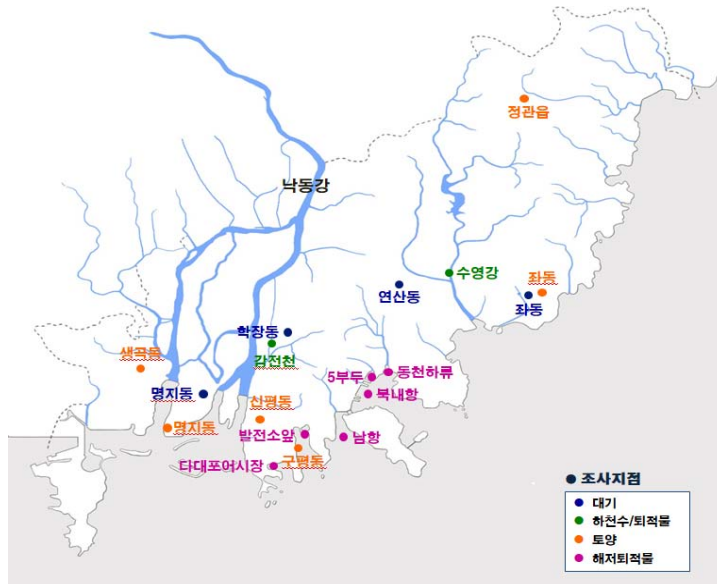 정관읍
낙동강
수영강
좌동
연산동
좌동
학장동
감전천
생곡동
동천하류
5부두
명지동
북내항
신평동
명지동
발전소앞
남항
구평동
다대포어시장
조사지점
대기
하천수/퇴적물
토양
해저퇴적물